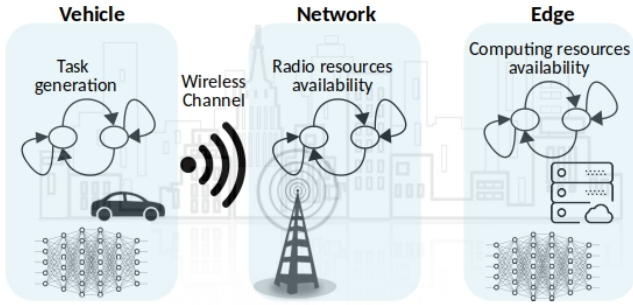 Vehicle
Network
Edge
Task
generation
Wireless
Channel
Radio resources
availability
Computing resources
availability